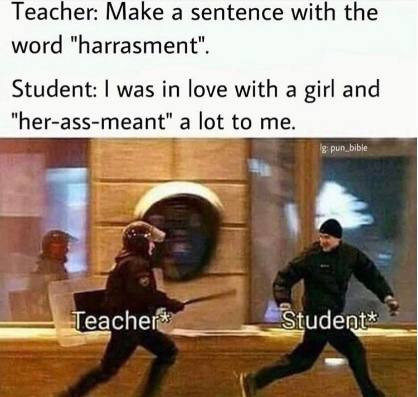 Teacher: Make a sentence with the
word "harrasment".
Student: I was in love with a girl and
"her-ass-meant" a lot to me.
Ig: pun_bible
Teacher*
Student*